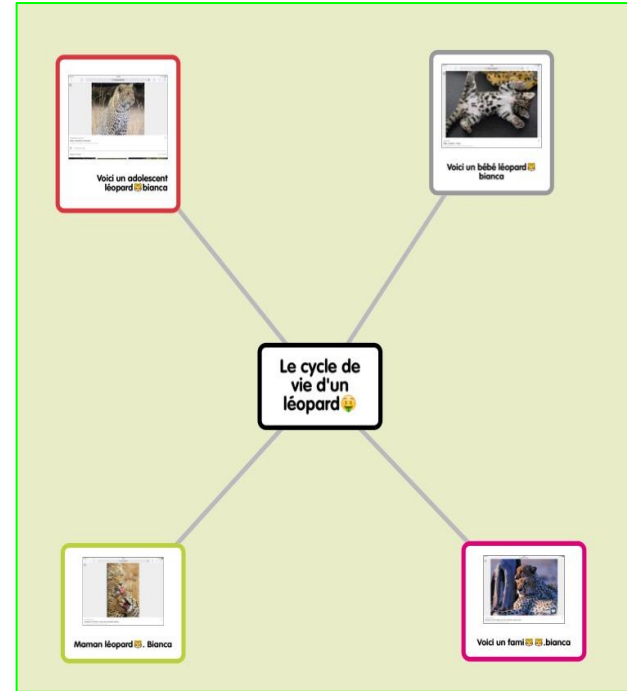 Voici un adolescent
léopard🐯bianca
Voici un bébé léopard🐯
bianca
Le cycle de
vie d'un
léopard🤑
Maman léopard🐯. Bianca
Voici un fami🐯🐯.bianca